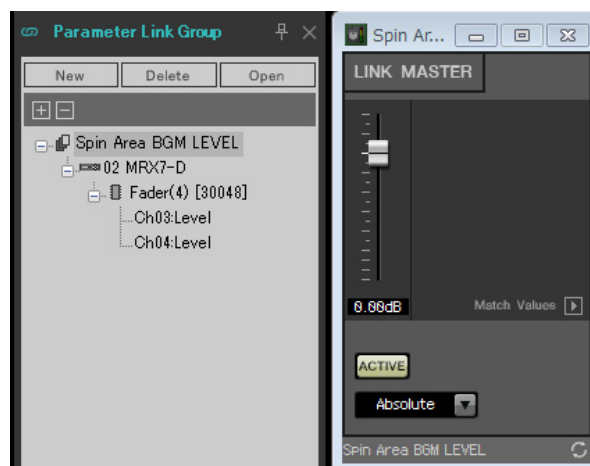 Parameter Link Group
New Delete Open
Spin Area BGM LEVEL
02 MRX7-D
Fader(4) [30048]
Ch03:Level
Ch04:Level
Spin Ar...
LINK MASTER
0.00dB
Match Values
ACTIVE
Absolute
Spin Area BGM LEVEL